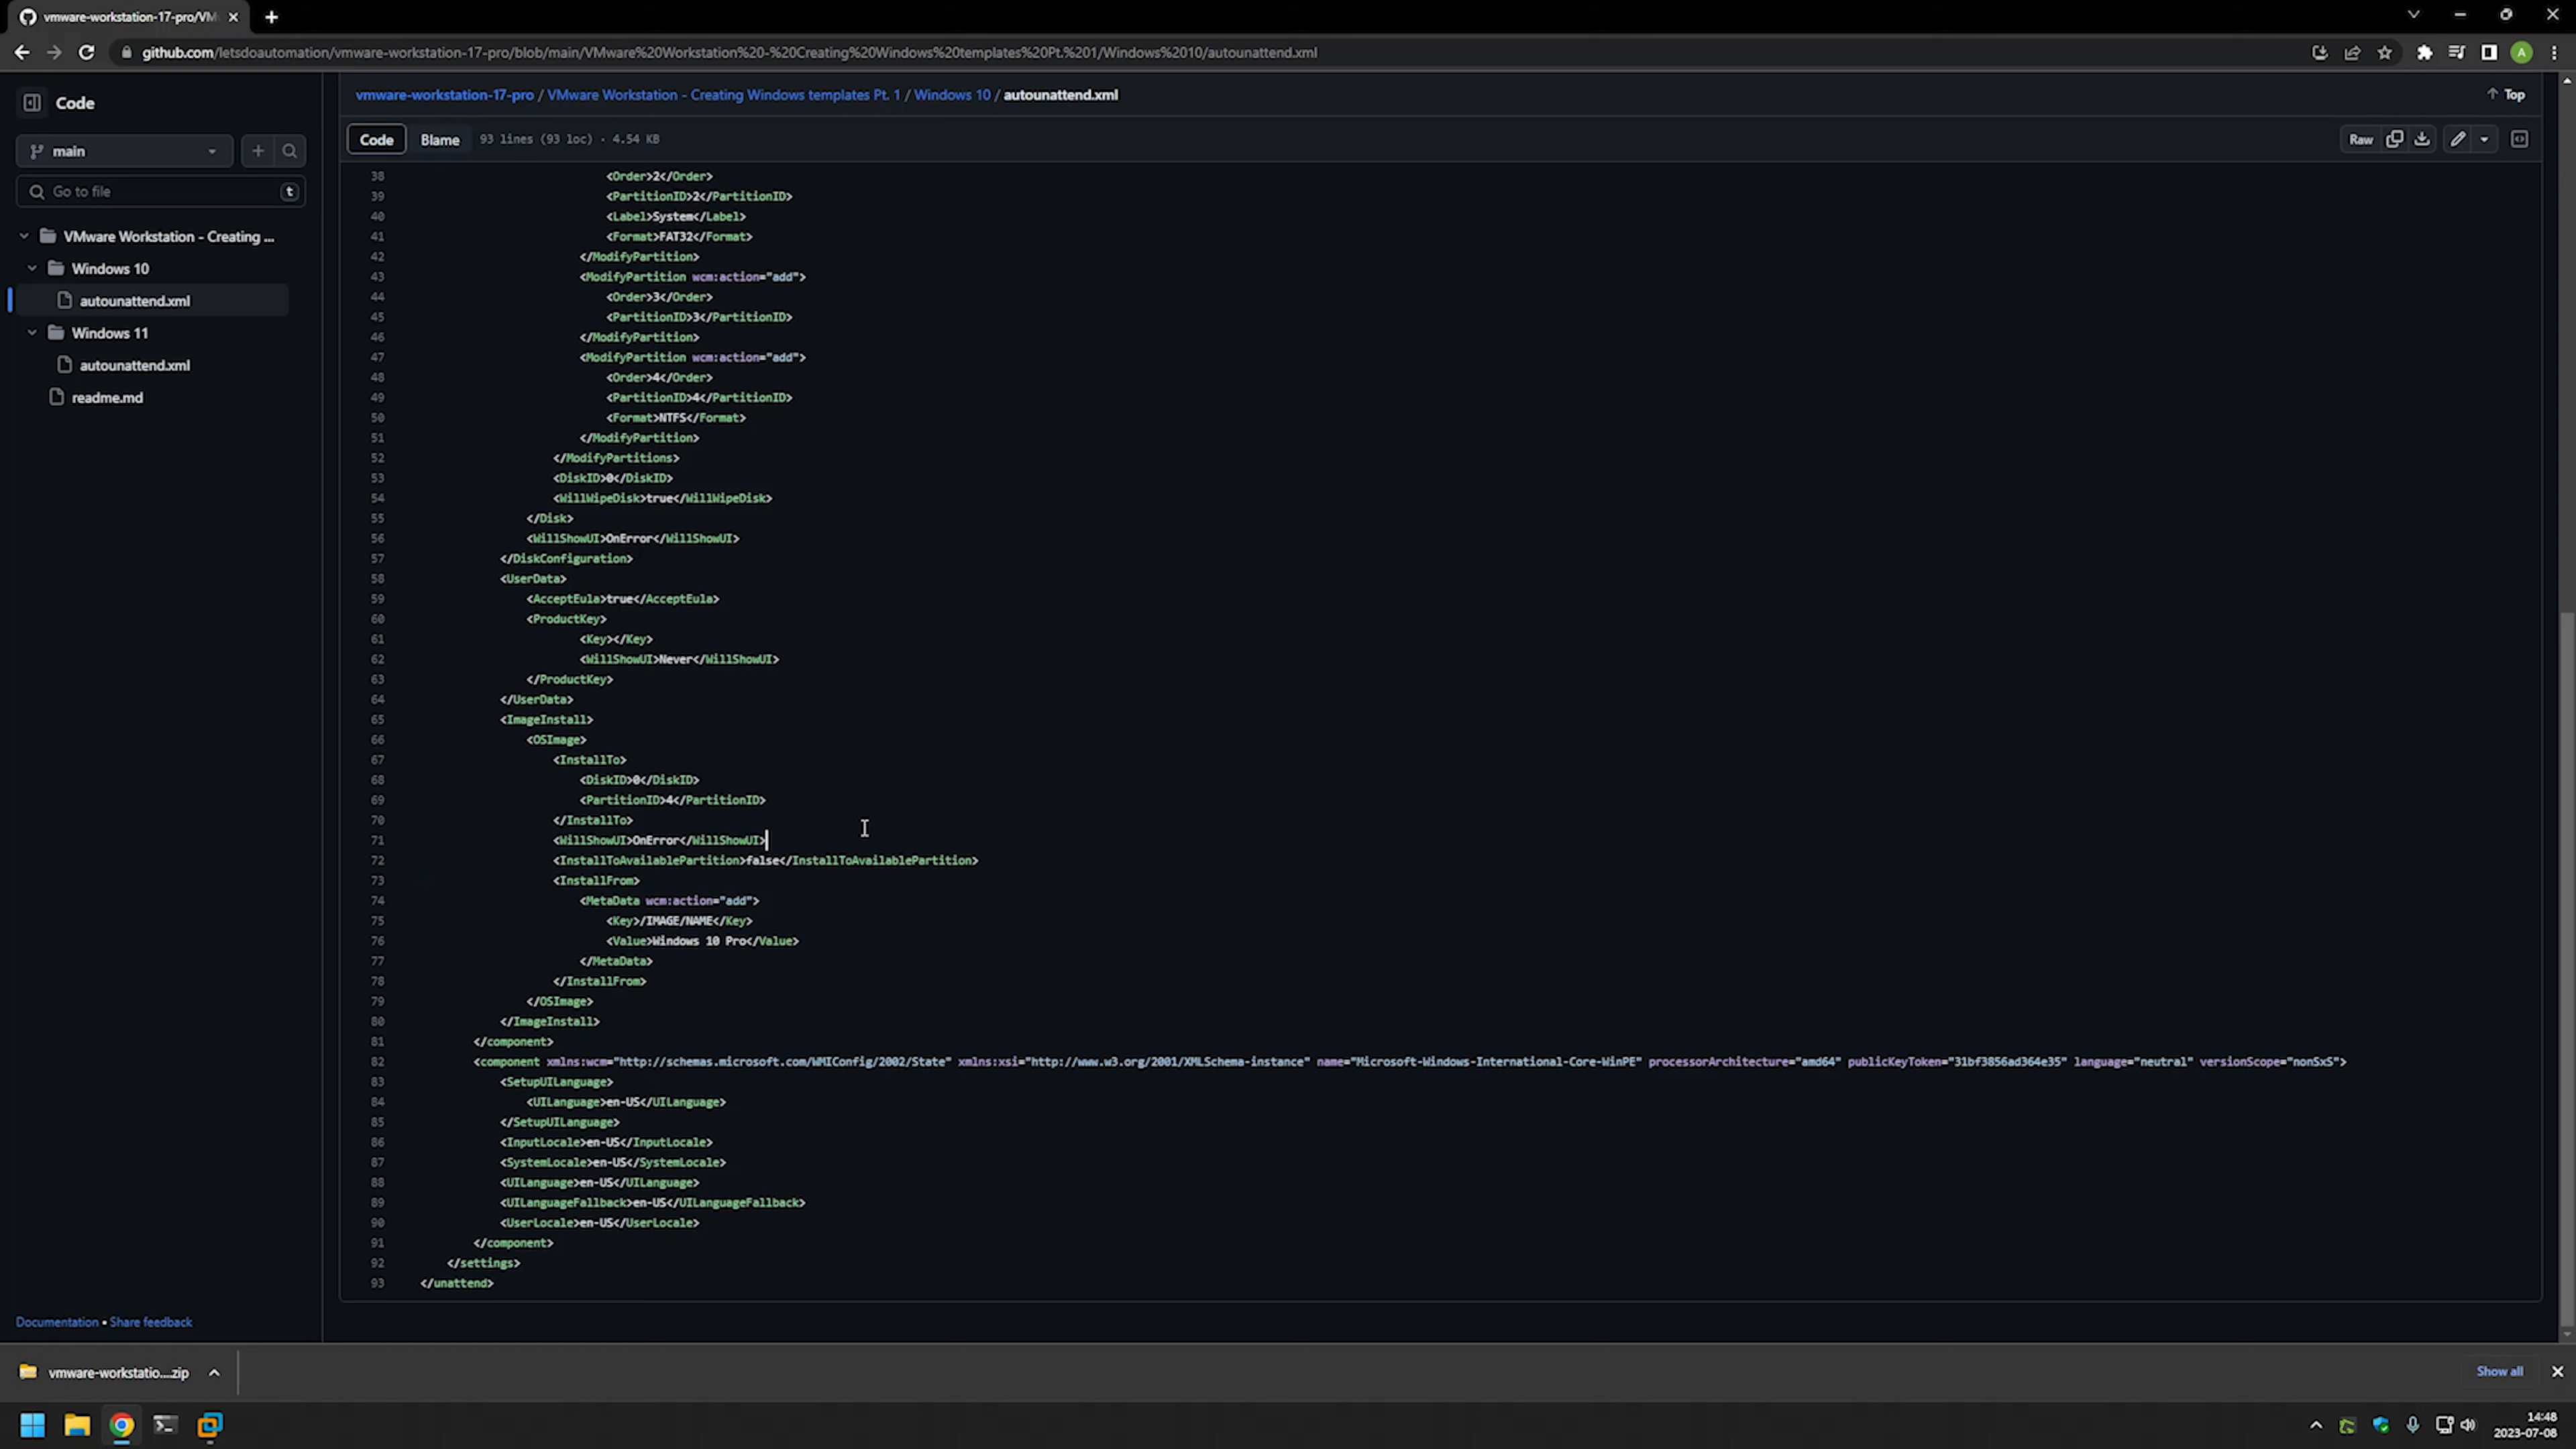 vmware-workstation-17-pro/VM
github.com/letsdoautomation/vmware-workstation-17-pro/blob/main/VMware%20Workstation%20-%20Creating%20Windows%20templates%20Pt.%201/Windows%2010/autounattend.xml
A
Code
vmware-workstation-17-pro / VMware Workstation - Creating Windows templates Pt. 1 / Windows 10 / autounattend.xml
Top
main
Code Blame 93 lines (93 loc) · 4.54 KB
Raw
Go to file
t
VMware Workstation - Creating ...
Windows 10
autounattend.xml
Windows 11
autounattend.xml
readme.md
38 <Order>2</Order>
39 <PartitionID>2</PartitionID>
40 <Label>System</Label>
41 <Format>FAT32</Format>
42 </ModifyPartition>
43 <ModifyPartition wcm:action="add">
44 <Order>3</Order>
45 <PartitionID>3</PartitionID>
46 </ModifyPartition>
47 <ModifyPartition wcm:action="add">
48 <Order>4</Order>
49 <PartitionID>4</PartitionID>
50 <Format>NTFS</Format>
51 </ModifyPartition>
52 </ModifyPartitions>
53 <DiskID>0</DiskID>
54 <WillWipeDisk>true</WillWipeDisk>
55 </Disk>
56 <WillShowUI>OnError</WillShowUI>
57 </DiskConfiguration>
58 <UserData>
59 <AcceptEula>true</AcceptEula>
60 <ProductKey>
61 <Key></Key>
62 <WillShowUI>Never</WillShowUI>
63 </ProductKey>
64 </UserData>
65 <ImageInstall>
66 <OSImage>
67 <InstallTo>
68 <DiskID>0</DiskID>
69 <PartitionID>4</PartitionID>
70 </InstallTo>
71 <WillShowUI>OnError</WillShowUI>
72 <InstallToAvailablePartition>false</InstallToAvailablePartition>
73 <InstallFrom>
74 <MetaData wcm:action="add">
75 <Key>/IMAGE/NAME</Key>
76 <Value>Windows 10 Pro</Value>
77 </MetaData>
78 </InstallFrom>
79 </OSImage>
80 </ImageInstall>
81 </component>
82 <component xmlns:wcm="http://schemas.microsoft.com/WMIConfig/2002/State" xmlns:xsi="http://www.w3.org/2001/XMLSchema-instance" name="Microsoft-Windows-International-Core-WinPE" processorArchitecture="amd64" publicKeyToken="31bf3856ad364e35" language="neutral" versionScope="nonSxS">
83 <SetupUILanguage>
84 <UILanguage>en-US</UILanguage>
85 </SetupUILanguage>
86 <InputLocale>en-US</InputLocale>
87 <SystemLocale>en-US</SystemLocale>
88 <UILanguage>en-US</UILanguage>
89 <UILanguageFallback>en-US</UILanguageFallback>
90 <UserLocale>en-US</UserLocale>
91 </component>
92 </settings>
93 </unattend>
Documentation • Share feedback
vmware-workstatio....zip
Show all
14:48
2023-07-08